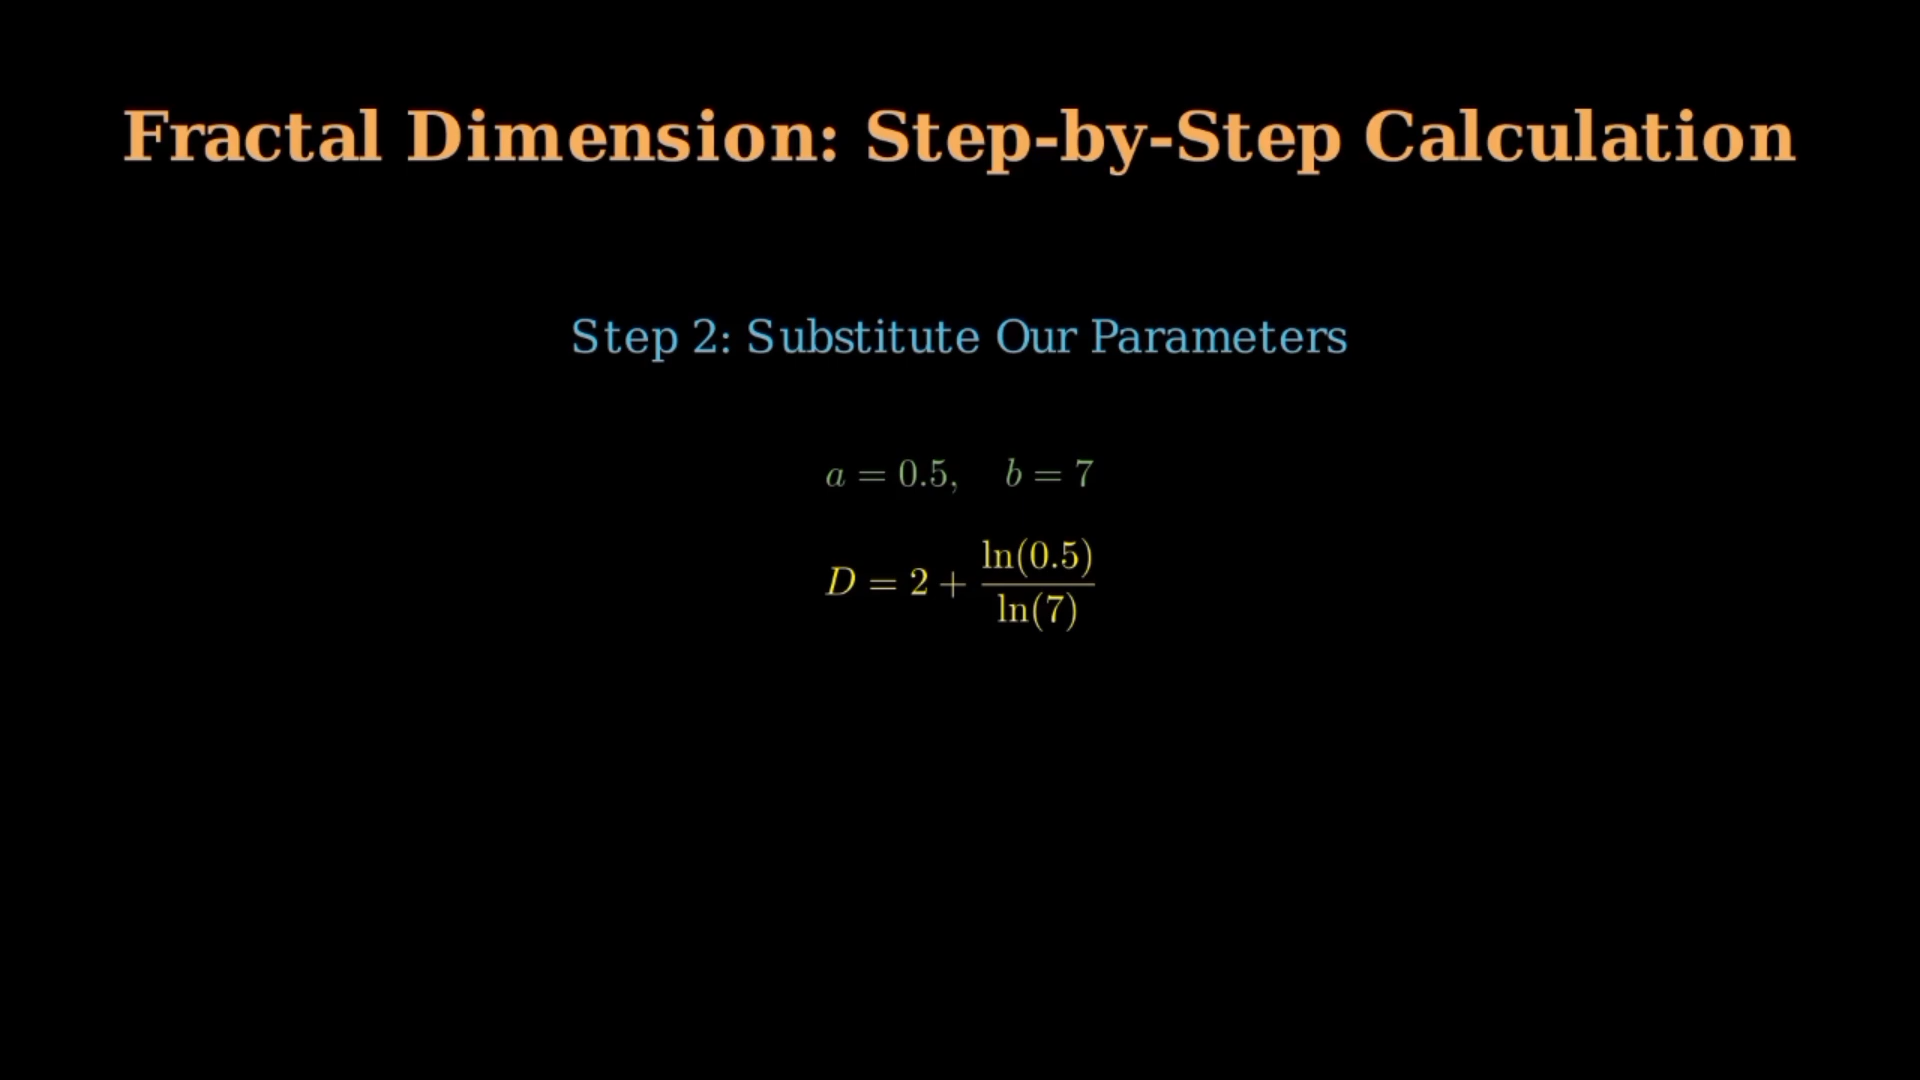 Fractal Dimension: Step-by-Step Calculation
Step 2: Substitute Our Parameters
a = 0.5, b = 7
D = 2 + ln(0.5) / ln(7)